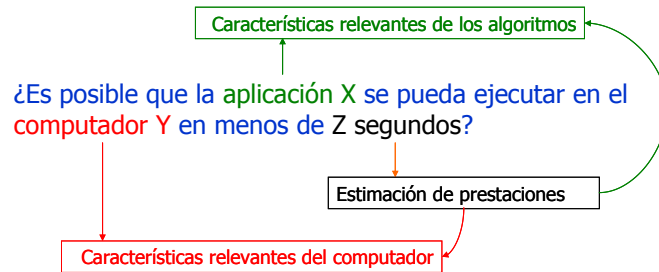 Características relevantes de los algoritmos
¿Es posible que la aplicación X se pueda ejecutar en el
computador Y en menos de Z segundos?
Estimación de prestaciones
Características relevantes del computador